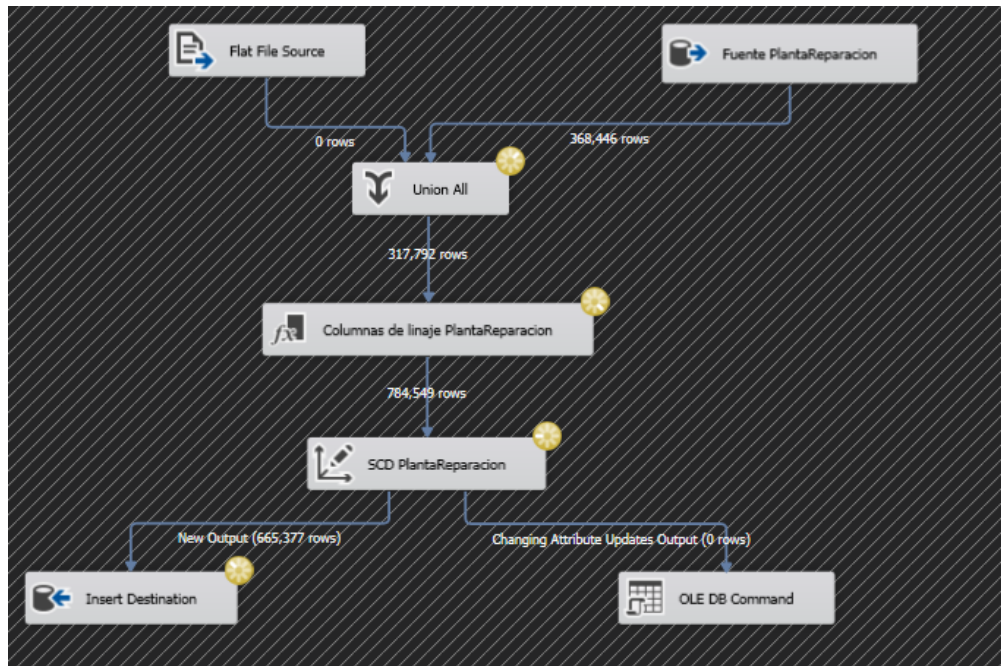 Flat File Source
Fuente PlantaReparacion
0 rows
368,446 rows
Union All
317,792 rows
fx
Columnas de linaje PlantaReparacion
784,549 rows
SCD PlantaReparacion
New Output (665,377 rows)
Changing Attribute Updates Output (0 rows)
Insert Destination
OLE DB Command